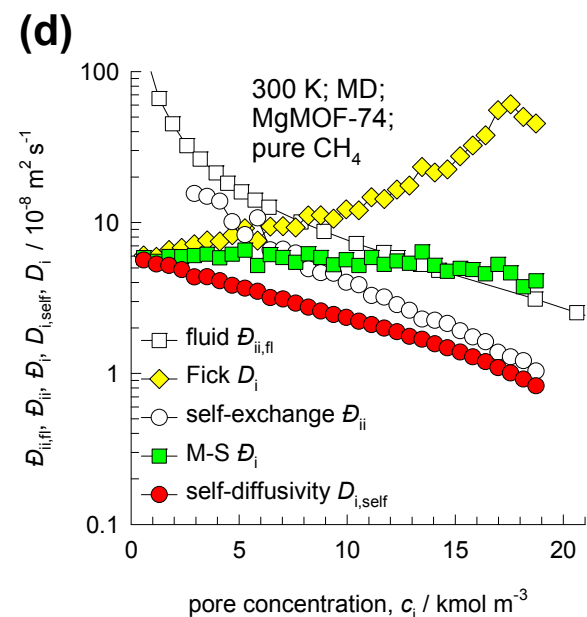 (d)
100
10
1
0.1
Đii,fl, Đii, Đi, Di,self, Di / 10-8 m2 s-1
300 K; MD;
MgMOF-74;
pure CH4
fluid Đii,fl
Fick Di
self-exchange Đii
M-S Đi
self-diffusivity Di,self
0 5 10 15 20
pore concentration, ci / kmol m-3